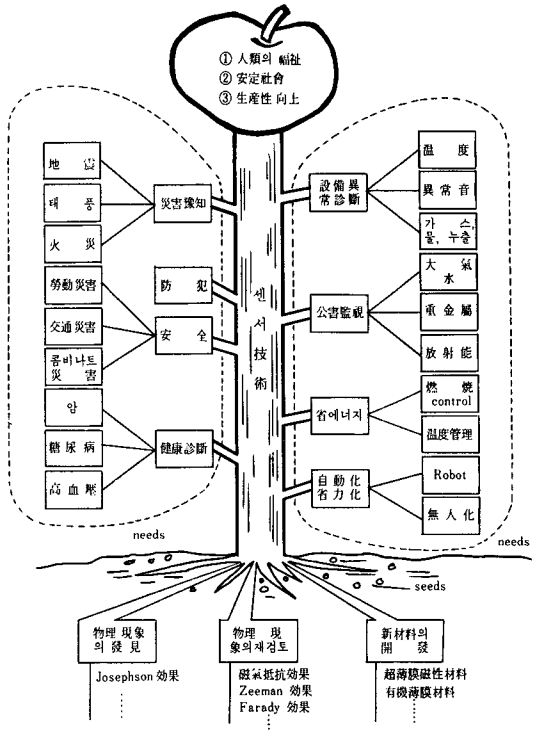 ① 人類의 福祉
② 安定社會
③ 生産性 向上
地 震
태 풍
火 災
災害豫知
勞動災害
交通災害
콤비나트
災 害
防 犯
安 全
암
糖尿病
高血壓
健康診斷
needs
센서技術
設備異
常診斷
溫 度
異常音
가 스,
물, 누출
公害監視
大 氣
水
重金屬
放射能
省에너지
燃 燒
control
溫度管理
自動化
省力化
Robot
無人化
needs
seeds
物理現象
의 發見
Josephson 効果
物理 現
象의재검토
磁氣抵抗効果
Zeeman 効果
Farady 効果
新材料의
開 發
超薄膜磁性材料
有機薄膜材料